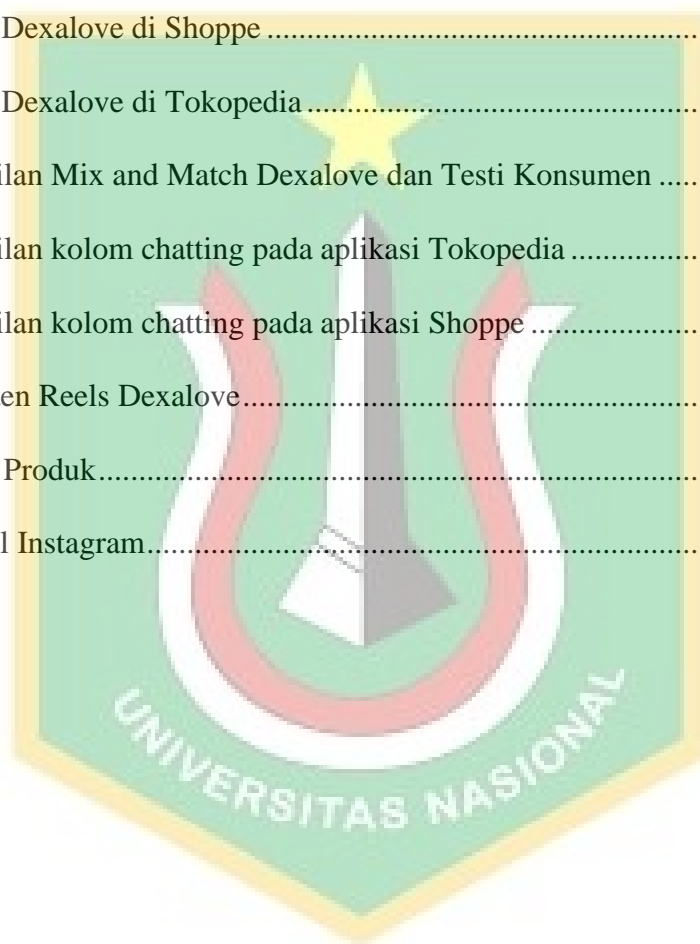 Dexalove di Shoppe ..........................................................
Dexalove di Tokopedia.....................................................
ilan Mix and Match Dexalove dan Testi Konsumen .....
ilan kolom chatting pada aplikasi Tokopedia ................
ilan kolom chatting pada aplikasi Shoppe .....................
en Reels Dexalove..........................................................
Produk............................................................................
l Instagram......................................................................
UNIVERSITAS NASIONAL